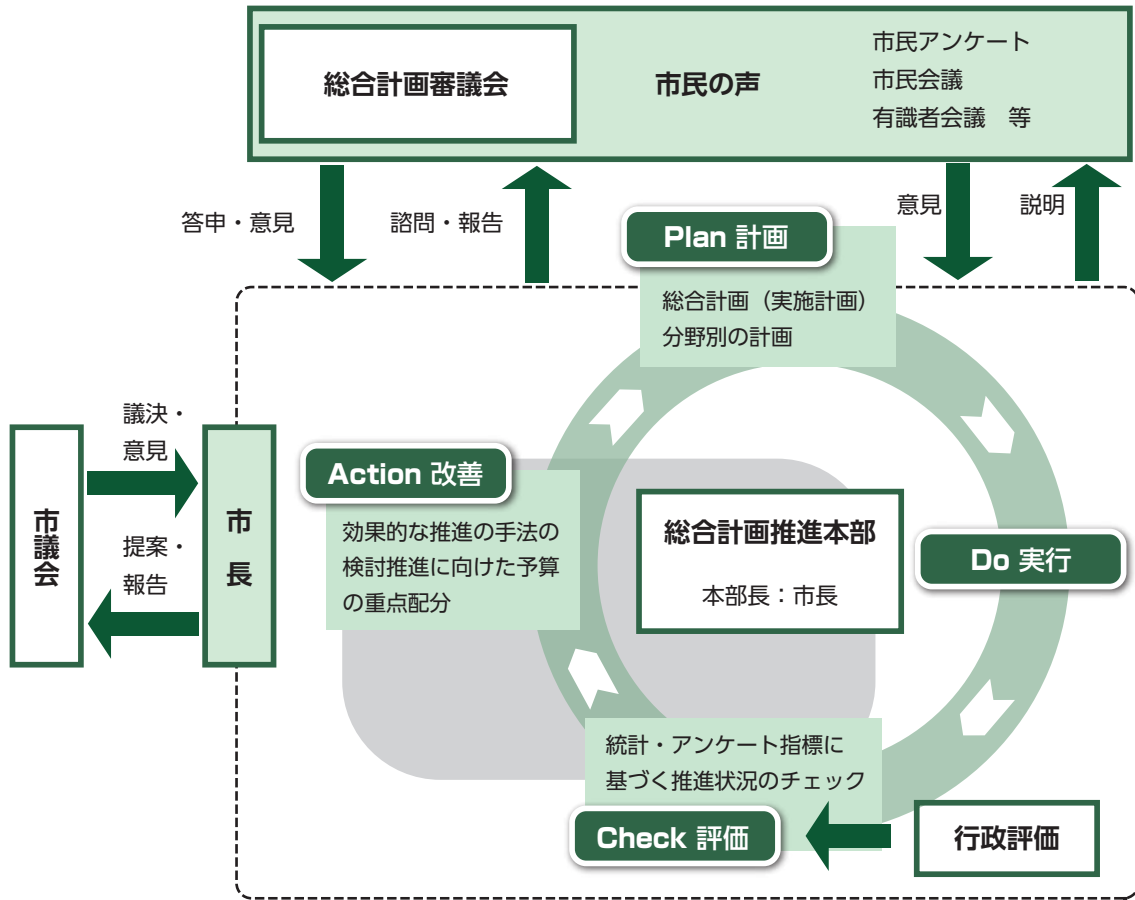 総合計画審議会
市民の声
市民アンケート
市民会議
有識者会議　等
答申・意見
諮問・報告
意見
説明
Plan 計画
総合計画（実施計画）
分野別の計画
議決・
意見
提案・
報告
市議会
市長
Action 改善
効果的な推進の手法の
検討推進に向けた予算
の重点配分
総合計画推進本部
本部長：市長
Do 実行
統計・アンケート指標に
基づく推進状況のチェック
Check 評価
行政評価